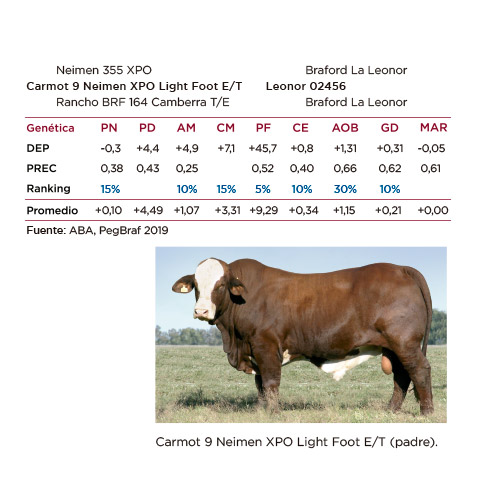 Neimen 355 XPO Braford La Leonor
Carmot 9 Neimen XPO Light Foot E/T Leonor 02456
Rancho BRF 164 Camberra T/E Braford La Leonor
Genética PN PD AM CM PF CE AOB GD MAR
DEP -0,3 +4,4 +4,9 +7,1 +45,7 +0,8 +1,31 +0,31 -0,05
PREC 0,38 0,43 0,25 0,52 0,40 0,66 0,62 0,61
Ranking 15% 10% 15% 5% 10% 30% 10%
Promedio +0,10 +4,49 +1,07 +3,31 +9,29 +0,34 +1,15 +0,21 +0,00
Fuente: ABA, PegBraf 2019
Carmot 9 Neimen XPO Light Foot E/T (padre).